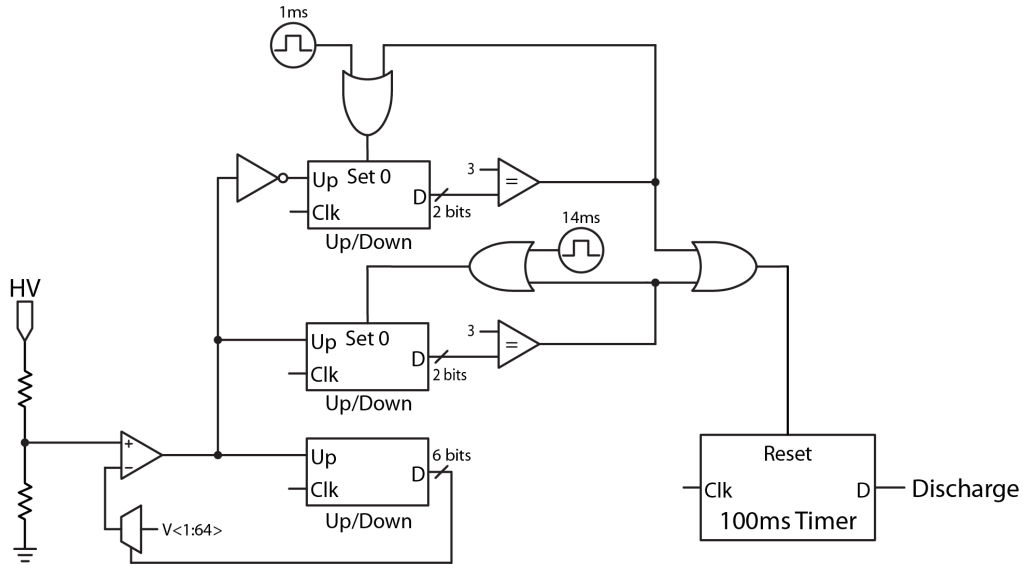 1ms
Up Set 0
D
Clk
2 bits
Up/Down
3
=
14ms
HV
Up Set 0
D
Clk
2 bits
Up/Down
3
=
+
−
Up
D
Clk
6 bits
Up/Down
V<1:64>
Reset
Clk D
100ms Timer
Discharge